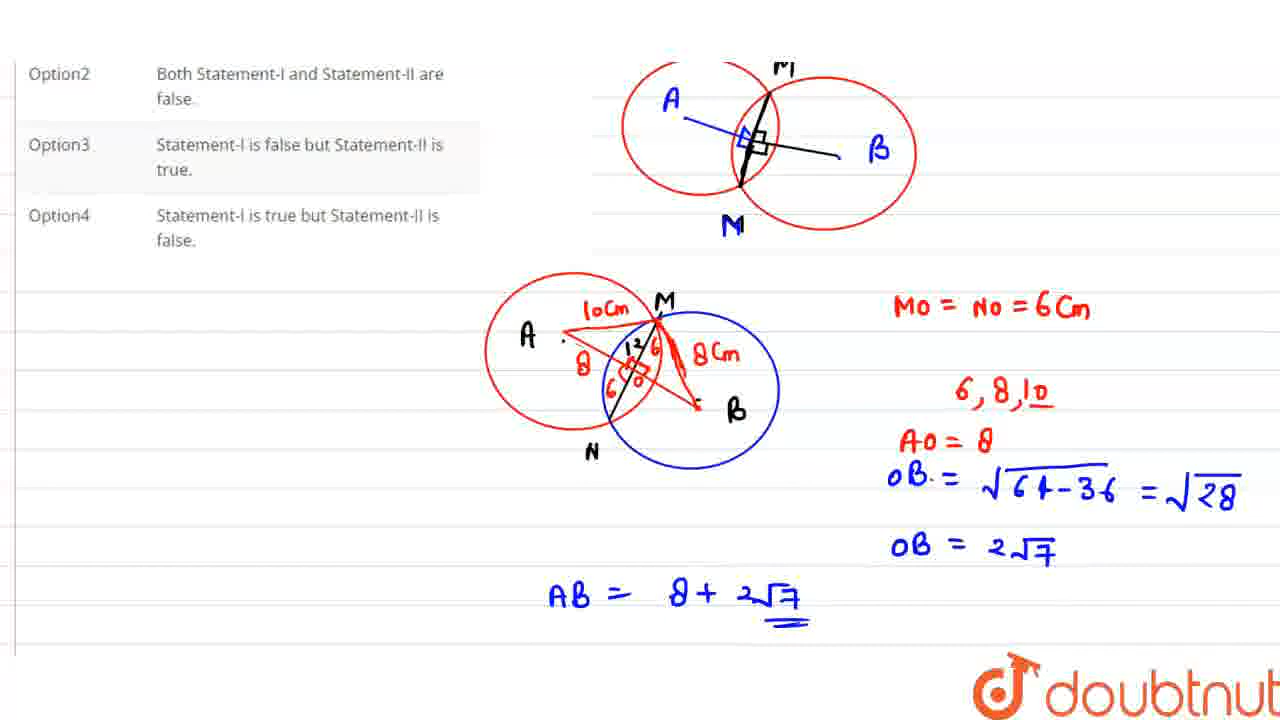 Option2 Both Statement-I and Statement-II are
false.
Option3 Statement-I is false but Statement-II is
true.
Option4 Statement-I is true but Statement-II is
false.
M
A
B
M
10Cm
M
A
12
6
8Cm
8
6
O
B
N
MO = NO = 6Cm
6, 8, 10
AO = 8
OB = √64-36 = √28
OB = 2√7
AB = 8 + 2√7
doubtnut